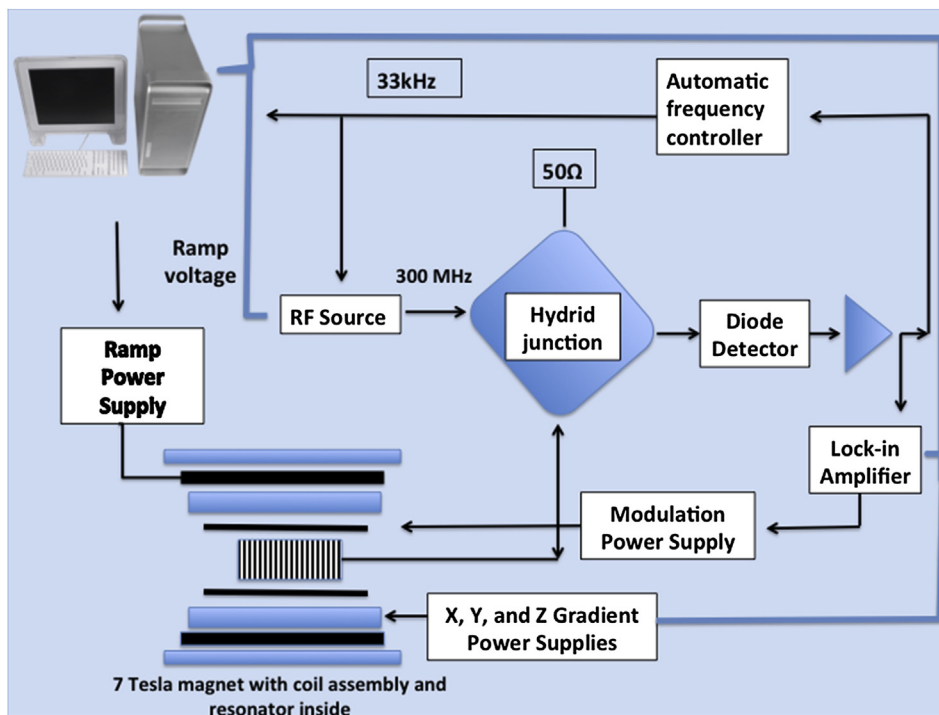 33kHz
Automatic
frequency
controller
50Ω
Ramp
voltage
300 MHz
RF Source
Hydrid
junction
Diode
Detector
Ramp
Power
Supply
Lock-in
Amplifier
Modulation
Power Supply
X, Y, and Z Gradient
Power Supplies
7 Tesla magnet with coil assembly and
resonator inside